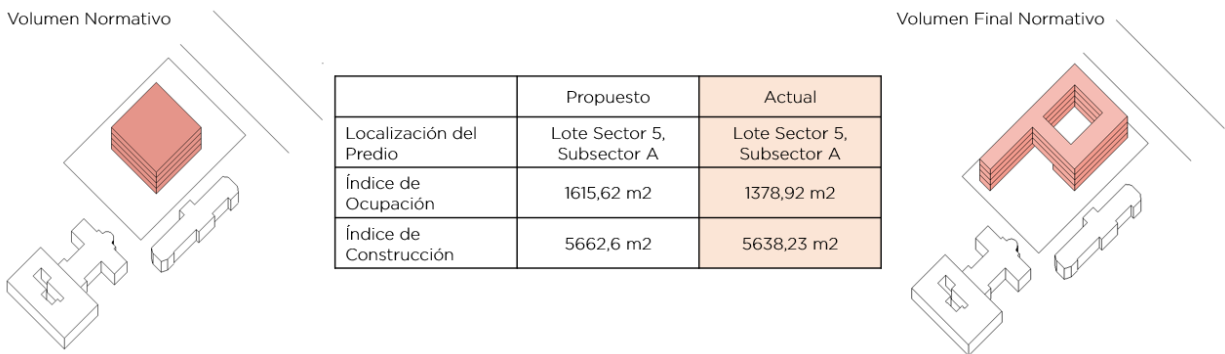 Volumen Normativo
Volumen Final Normativo
Propuesto
Actual
Localización del
Predio
Lote Sector 5,
Subsector A
Lote Sector 5,
Subsector A
Índice de
Ocupación
1615,62 m2
1378,92 m2
Índice de
Construcción
5662,6 m2
5638,23 m2